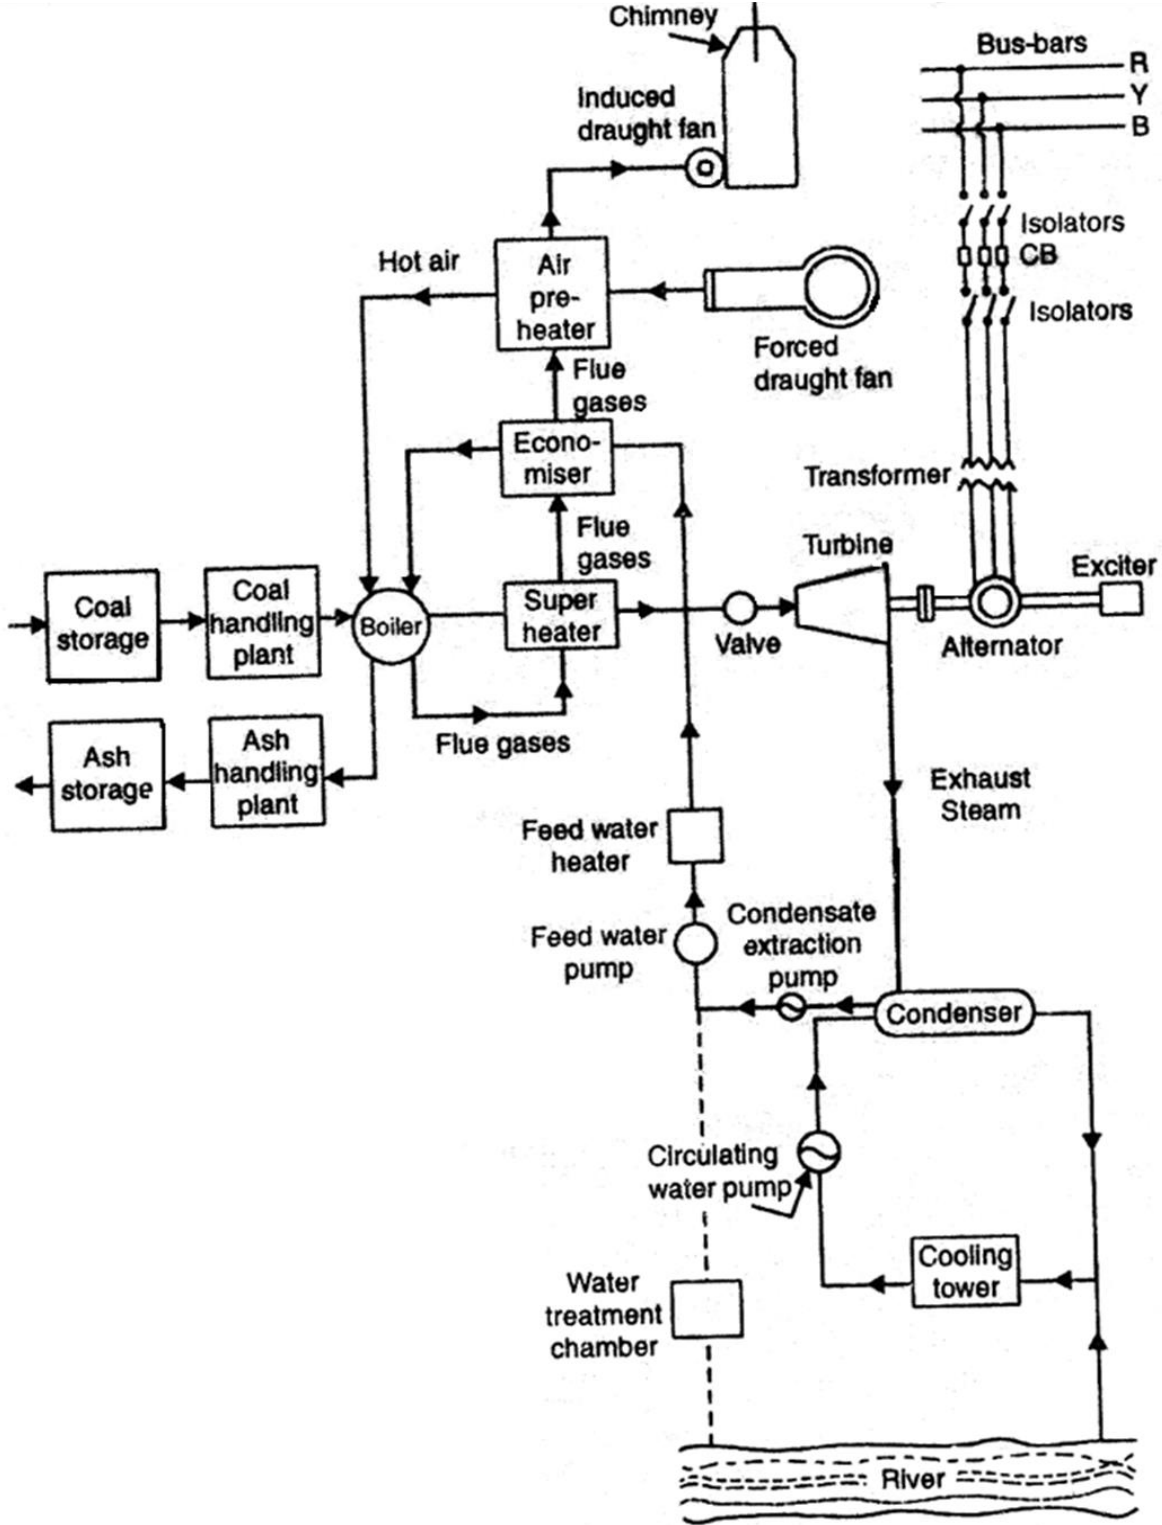 Chimney
Bus-bars
R
Y
B
Induced
draught fan
Isolators
CB
Isolators
Hot air
Air
pre-
heater
Forced
draught fan
Flue
gases
Econo-
miser
Transformer
Flue
gases
Turbine
Exciter
Coal
storage
Coal
handling
plant
Boiler
Super
heater
Valve
Alternator
Flue gases
Ash
storage
Ash
handling
plant
Exhaust
Steam
Feed water
heater
Condensate
extraction
pump
Feed water
pump
Condenser
Circulating
water pump
Cooling
tower
Water
treatment
chamber
River